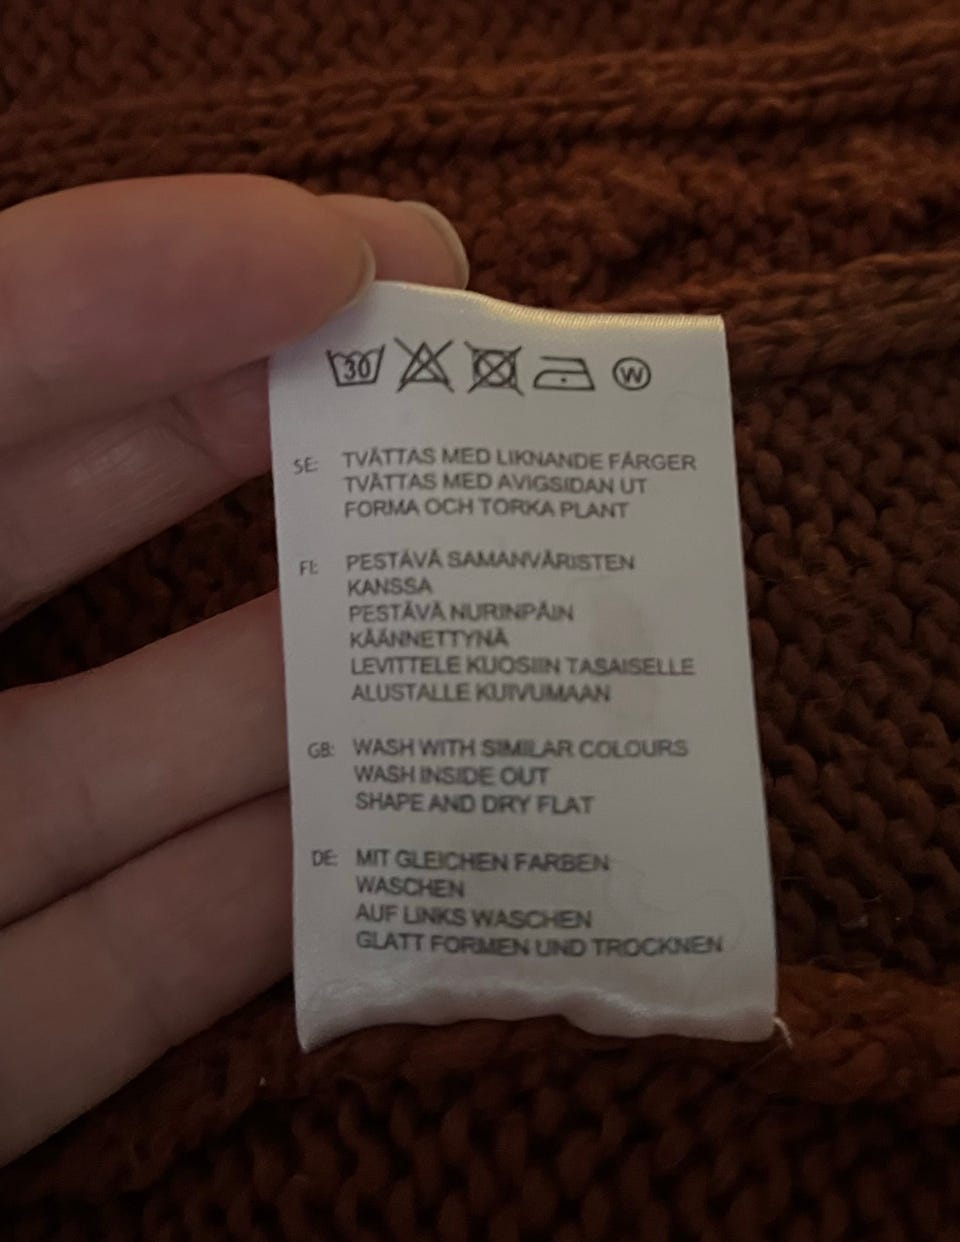 30 W
SE: TVÄTTAS MED LIKNANDE FÄRGER
TVÄTTAS MED AVIGSIDAN UT
FORMA OCH TORKA PLANT
FI: PESTÄVÄ SAMANVÄRISTEN
KANSSA
PESTÄVÄ NURINPÄIN
KÄÄNNETTYNÄ
LEVITTELE KUOSIIN TASAISELLE
ALUSTALLE KUIVUMAAN
GB: WASH WITH SIMILAR COLOURS
WASH INSIDE OUT
SHAPE AND DRY FLAT
DE: MIT GLEICHEN FARBEN
WASCHEN
AUF LINKS WASCHEN
GLATT FORMEN UND TROCKNEN